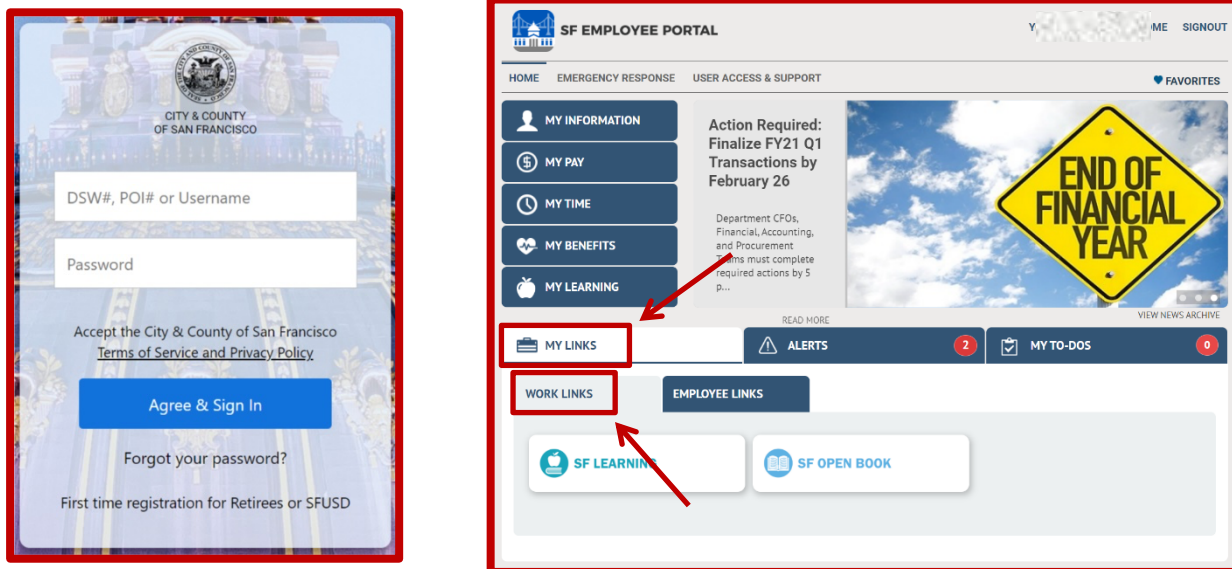 CITY & COUNTY
OF SAN FRANCISCO
DSW#, POI# or Username
Password
Accept the City & County of San Francisco
Terms of Service and Privacy Policy
Agree & Sign In
Forgot your password?
First time registration for Retirees or SFUSD
SF EMPLOYEE PORTAL
SIGNOUT
HOME EMERGENCY RESPONSE USER ACCESS & SUPPORT
FAVORITES
MY INFORMATION
MY PAY
MY TIME
MY BENEFITS
MY LEARNING
Action Required:
Finalize FY21 Q1
Transactions by
February 26
Department CFOs,
Financial, Accounting,
and Procurement
Teams must complete
required actions by 5
p...
READ MORE
END OF
FINANCIAL
YEAR
VIEW NEWS ARCHIVE
MY LINKS
ALERTS 2
MY TO-DOS 0
WORK LINKS
EMPLOYEE LINKS
SF LEARNING
SF OPEN BOOK